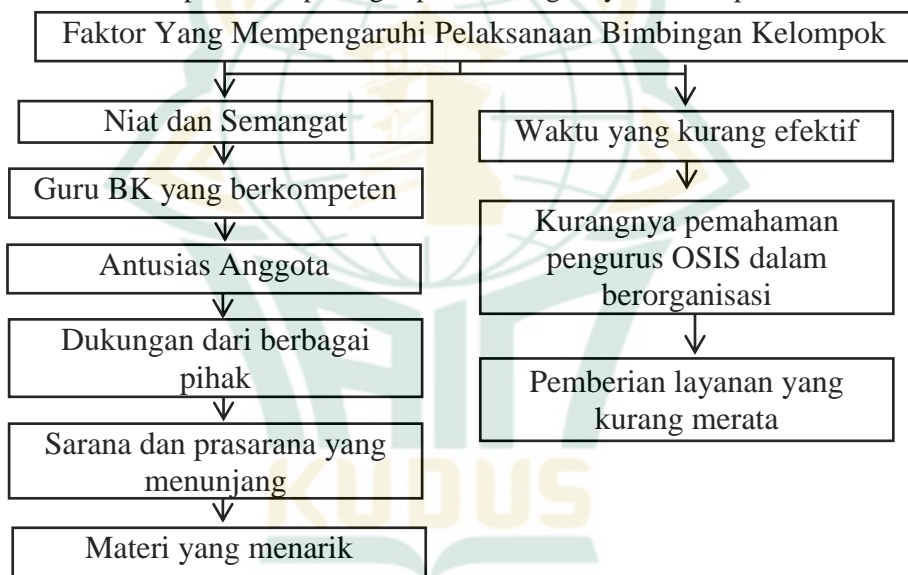 Faktor Yang Mempengaruhi Pelaksanaan Bimbingan Kelompok
Niat dan Semangat
Guru BK yang berkompeten
Antusias Anggota
Dukungan dari berbagai
pihak
Sarana dan prasarana yang
menunjang
Materi yang menarik
Waktu yang kurang efektif
Kurangnya pemahaman
pengurus OSIS dalam
berorganisasi
Pemberian layanan yang
kurang merata
KUDUS